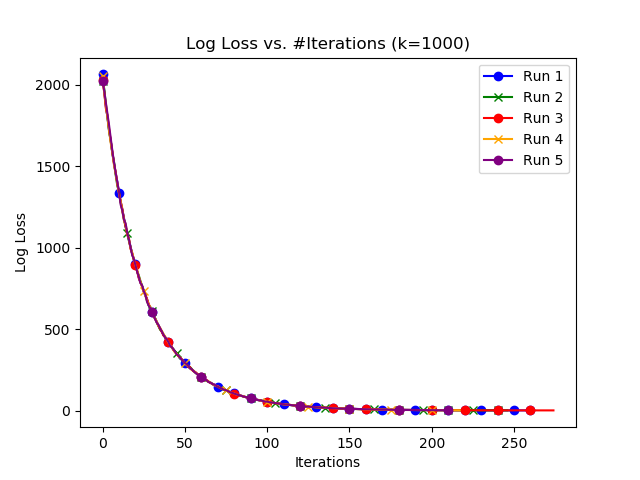 Log Loss vs. #Iterations (k=1000)
Run 1
Run 2
Run 3
Run 4
Run 5
2000
1500
1000
500
0
Log Loss
0 50 100 150 200 250
Iterations